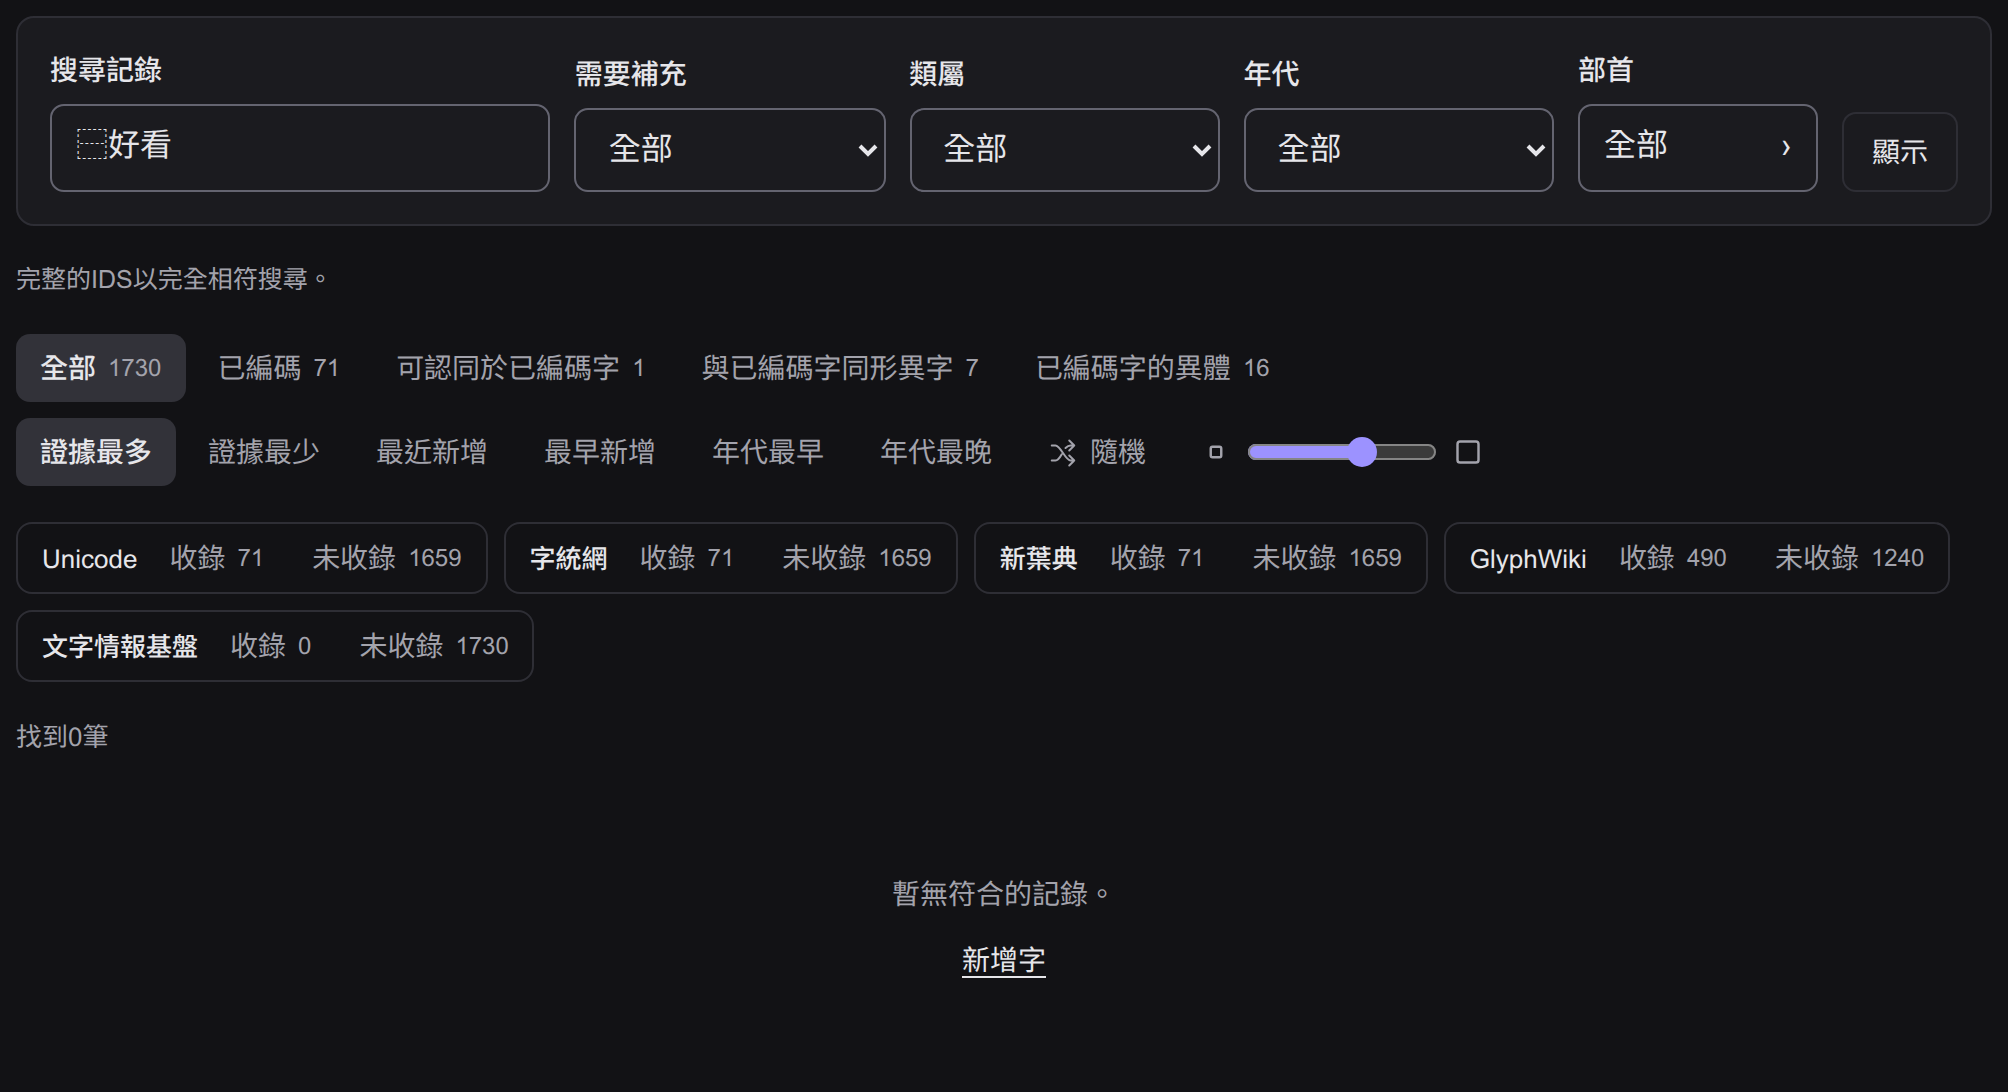 搜尋記錄 需要補充 類屬 年代 部首
⿱好看 全部 全部 全部 全部 › 顯示
完整的IDS以完全相符搜尋。
全部 1730 已編碼 71 可認同於已編碼字 1 與已編碼字同形異字 7 已編碼字的異體 16
證據最多 證據最少 最近新增 最早新增 年代最早 年代最晚 隨機
Unicode 收錄 71 未收錄 1659 字統網 收錄 71 未收錄 1659 新葉典 收錄 71 未收錄 1659 GlyphWiki 收錄 490 未收錄 1240
文字情報基盤 收錄 0 未收錄 1730
找到0筆
暫無符合的記錄。
新增字